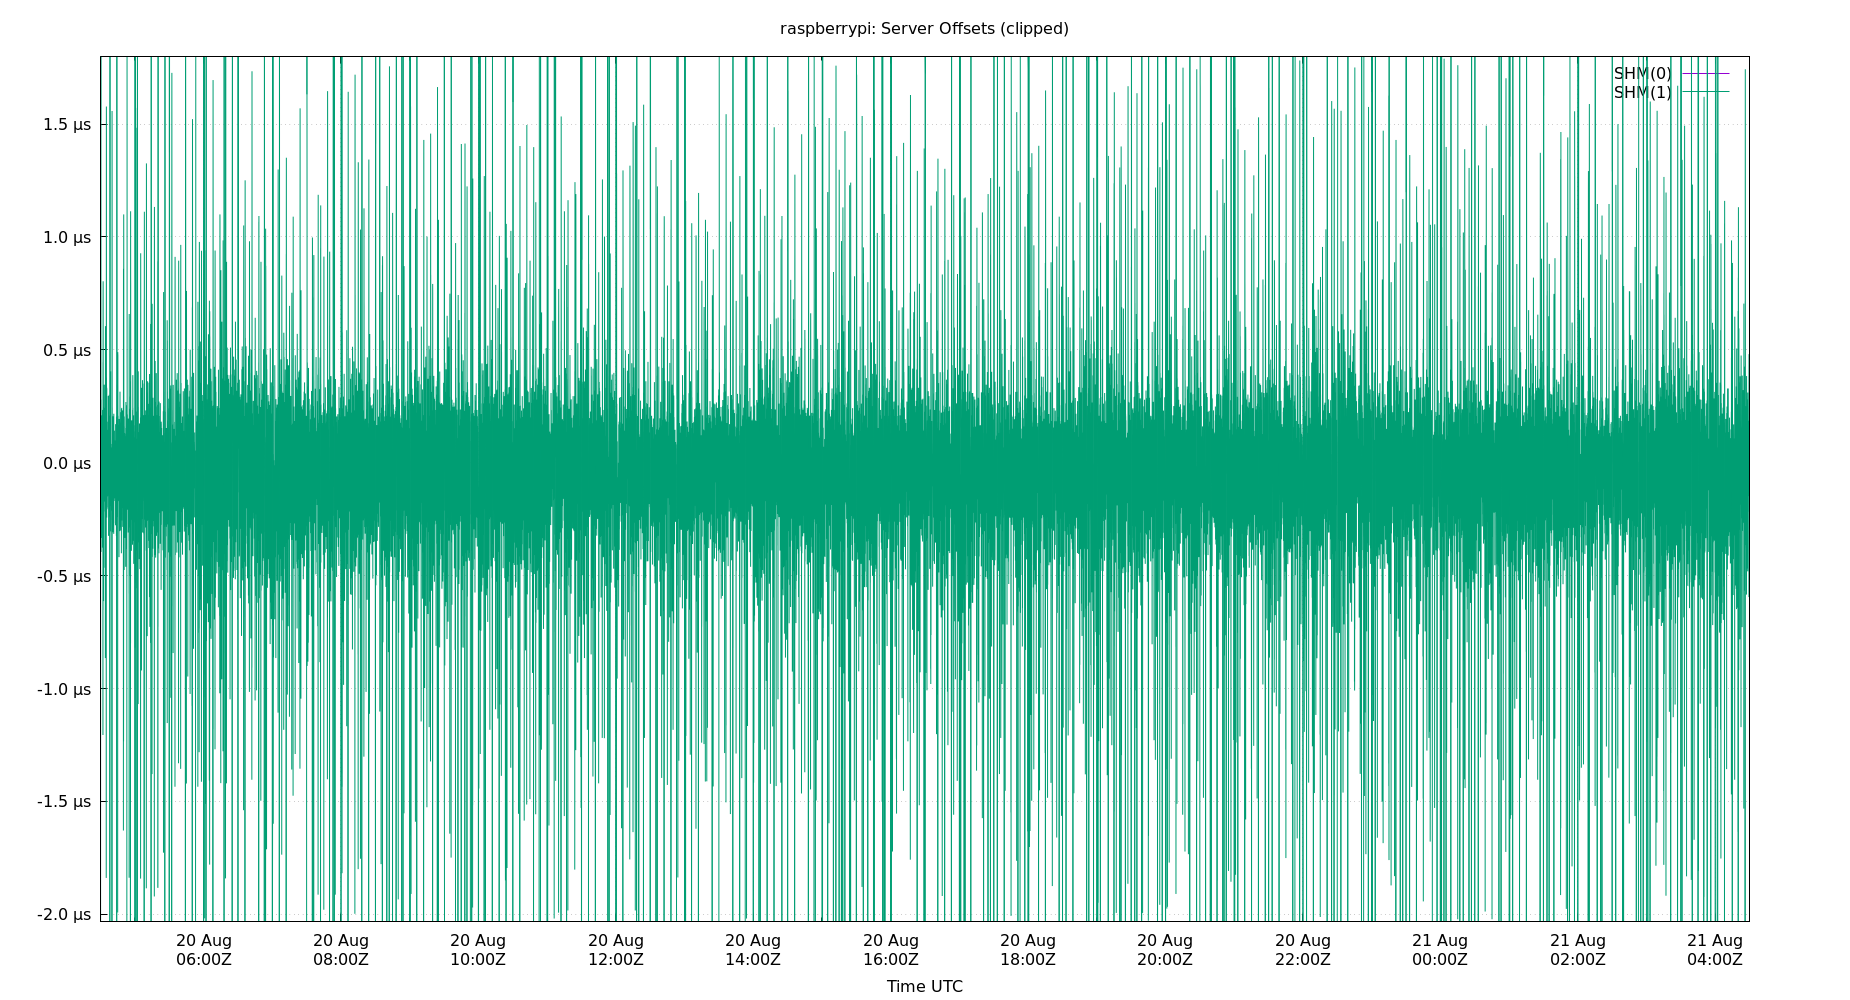 raspberrypi: Server Offsets (clipped)
SHM(0)
SHM(1)
1.5 µs
1.0 µs
0.5 µs
0.0 µs
-0.5 µs
-1.0 µs
-1.5 µs
-2.0 µs
20 Aug 20 Aug 20 Aug 20 Aug 20 Aug 20 Aug 20 Aug 20 Aug 20 Aug 21 Aug 21 Aug 21 Aug
06:00Z 08:00Z 10:00Z 12:00Z 14:00Z 16:00Z 18:00Z 20:00Z 22:00Z 00:00Z 02:00Z 04:00Z
Time UTC